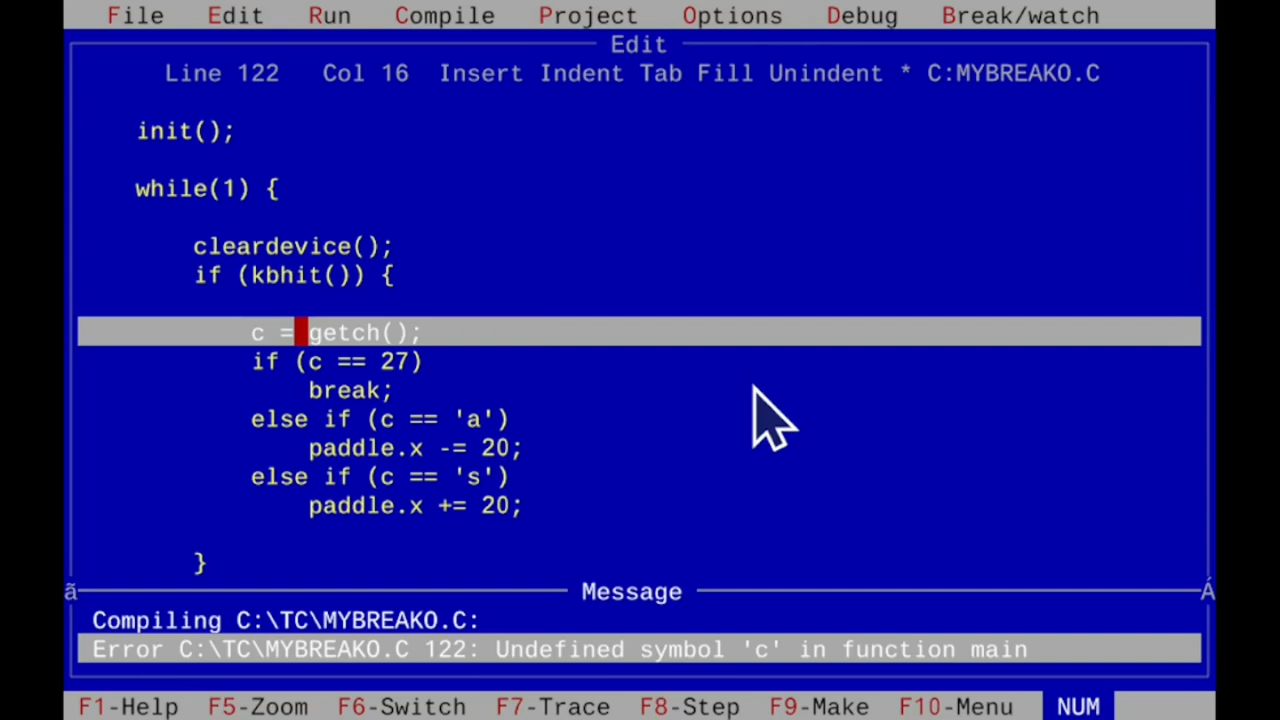 File Edit Run Compile Project Options Debug Break/watch
Edit
Line 122 Col 16 Insert Indent Tab Fill Unindent * C:MYBREAKO.C
init();
while(1) {
cleardevice();
if (kbhit()) {
c = getch();
if (c == 27)
break;
else if (c == 'a')
paddle.x -= 20;
else if (c == 's')
paddle.x += 20;
}
ã Message Á
Compiling C:\TC\MYBREAKO.C:
Error C:\TC\MYBREAKO.C 122: Undefined symbol 'c' in function main
F1-Help F5-Zoom F6-Switch F7-Trace F8-Step F9-Make F10-Menu NUM